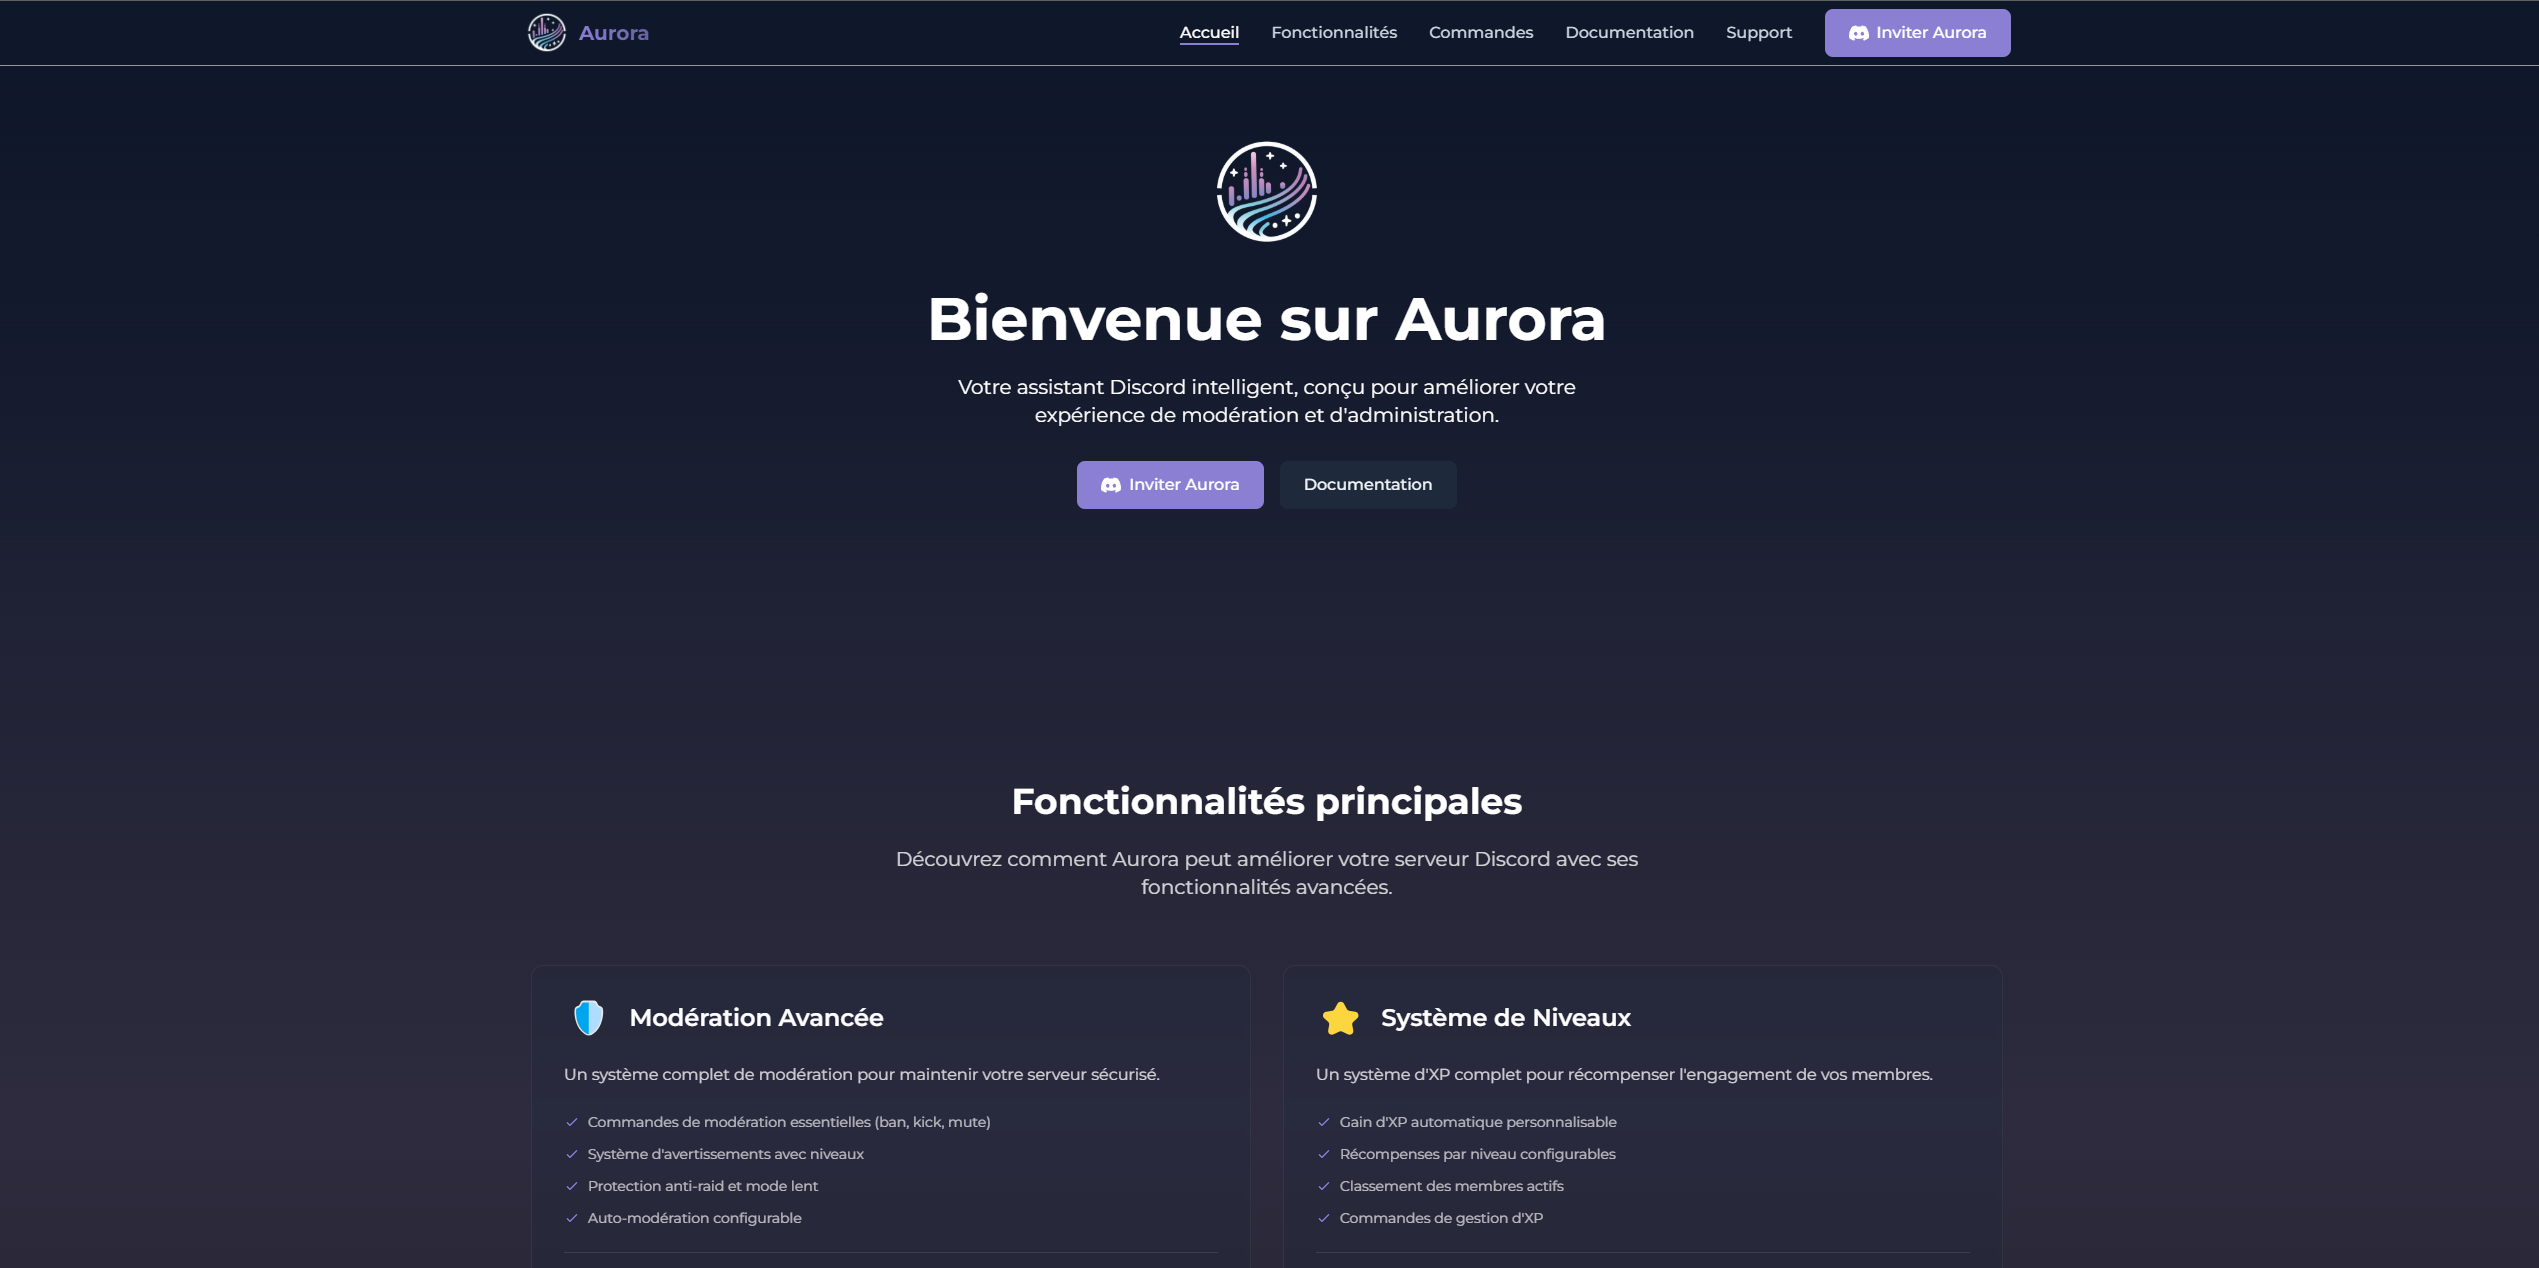 Aurora
Accueil
Fonctionnalités
Commandes
Documentation
Support
Inviter Aurora
Bienvenue sur Aurora
Votre assistant Discord intelligent, conçu pour améliorer votre
expérience de modération et d'administration.
Inviter Aurora
Documentation
Fonctionnalités principales
Découvrez comment Aurora peut améliorer votre serveur Discord avec ses
fonctionnalités avancées.
Modération Avancée
Un système complet de modération pour maintenir votre serveur sécurisé.
Commandes de modération essentielles (ban, kick, mute)
Système d'avertissements avec niveaux
Protection anti-raid et mode lent
Auto-modération configurable
Système de Niveaux
Un système d'XP complet pour récompenser l'engagement de vos membres.
Gain d'XP automatique personnalisable
Récompenses par niveau configurables
Classement des membres actifs
Commandes de gestion d'XP